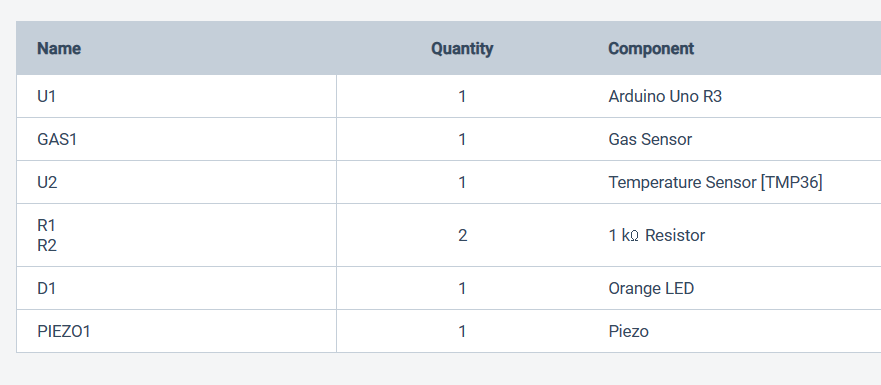 Name Quantity Component
U1 1 Arduino Uno R3
GAS1 1 Gas Sensor
U2 1 Temperature Sensor [TMP36]
R1
R2 2 1 kΩ Resistor
D1 1 Orange LED
PIEZO1 1 Piezo